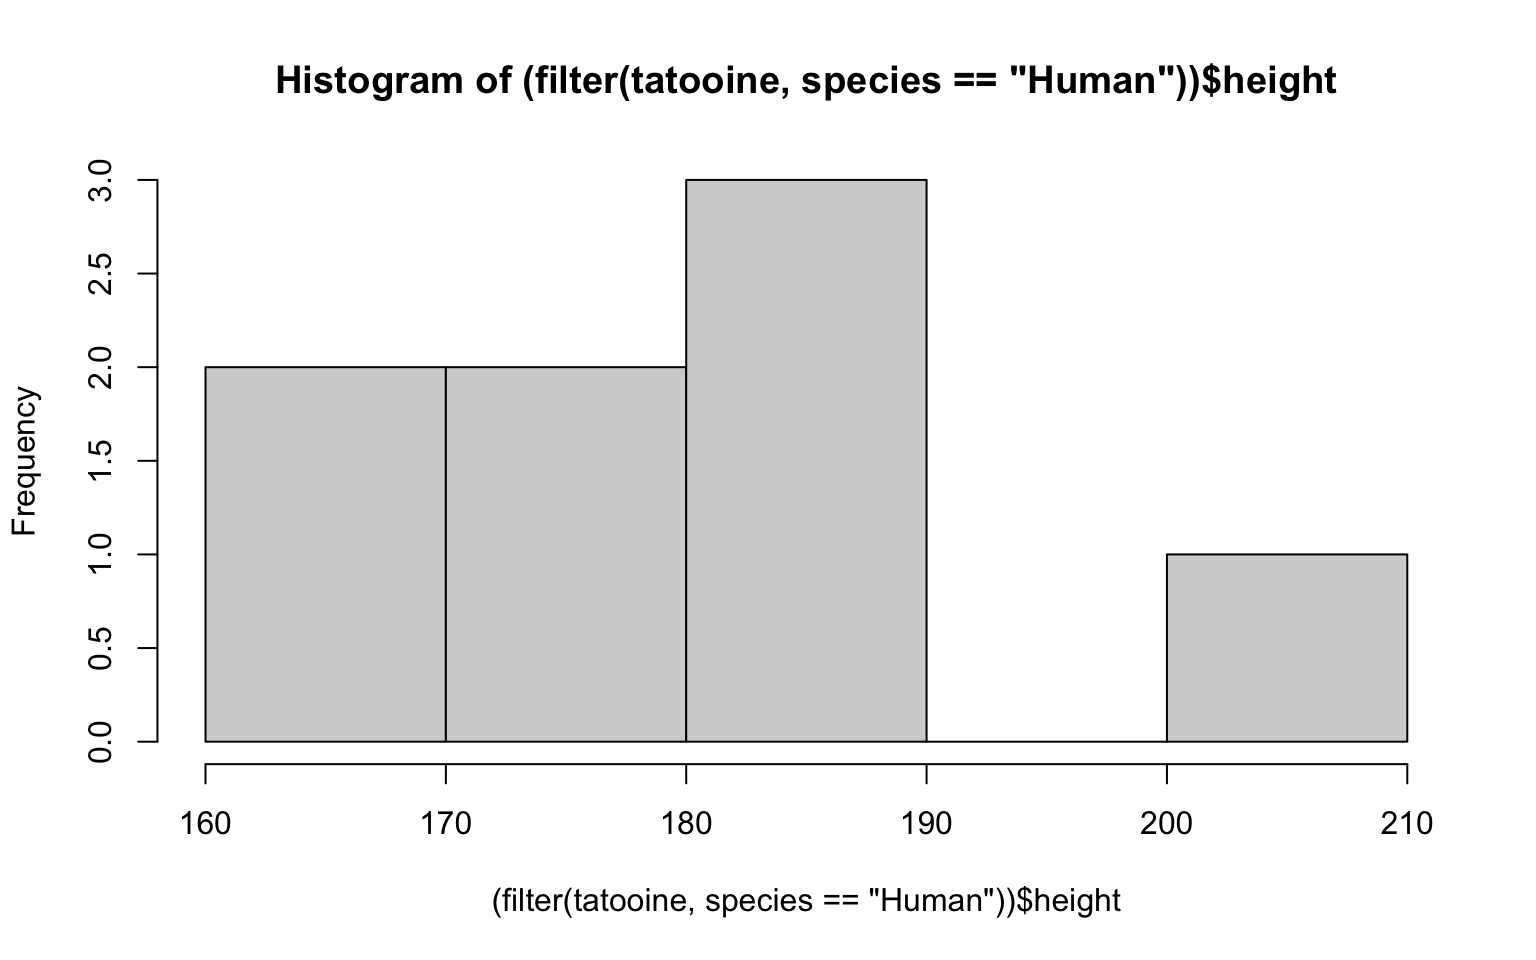 Histogram of (filter(tatooine, species == "Human"))$height
Frequency
3.0
2.5
2.0
1.5
1.0
0.5
0.0
160 170 180 190 200 210
(filter(tatooine, species == "Human"))$height